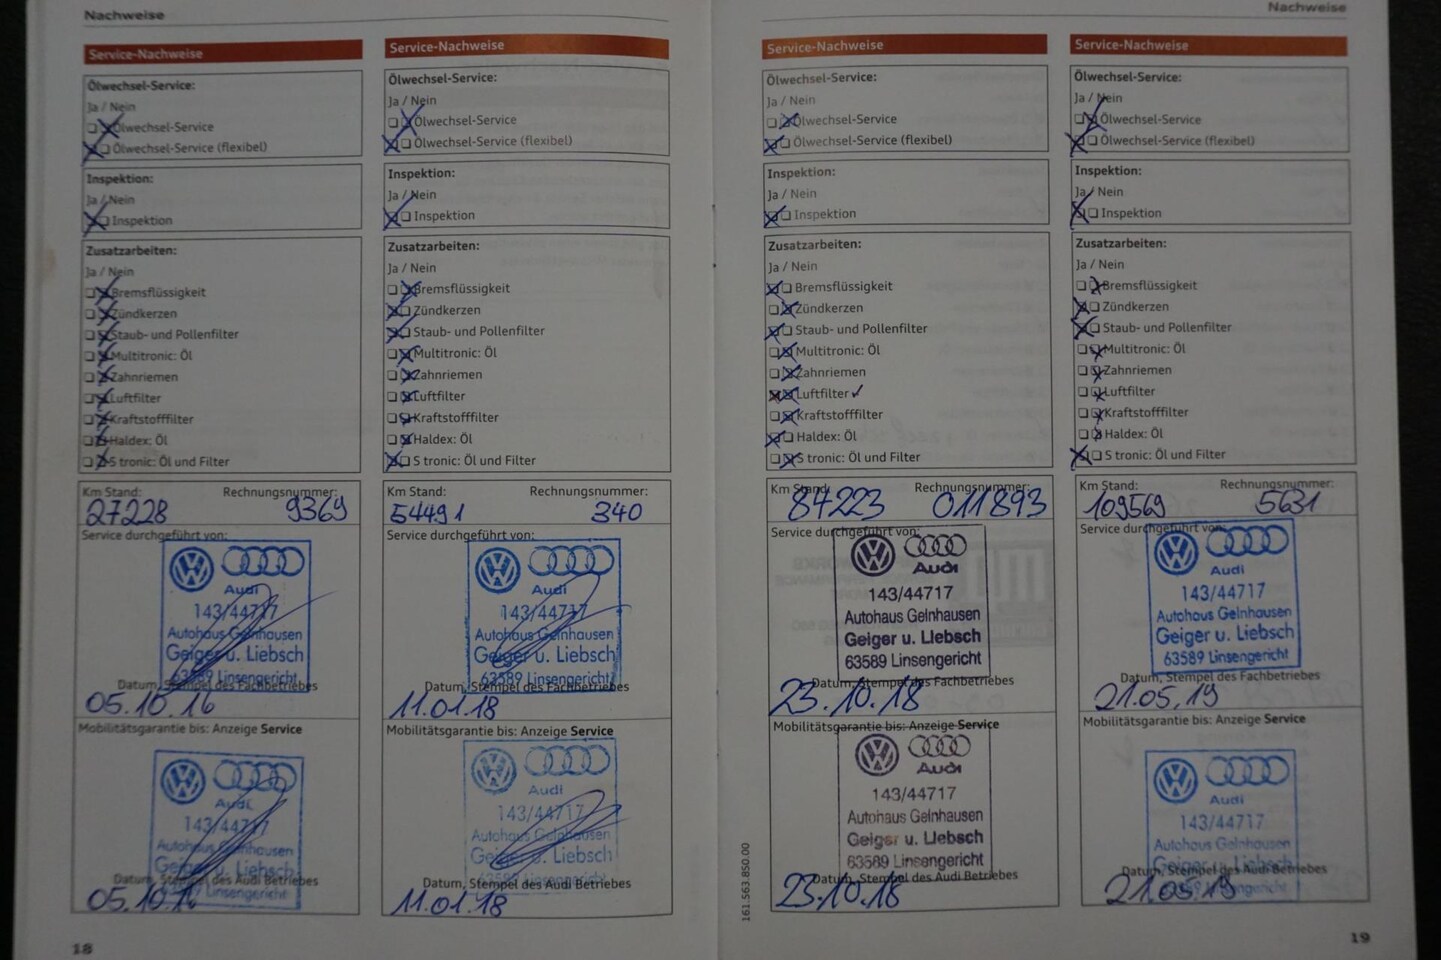 Nachweise
Service-Nachweise
Ölwechsel-Service:
Ja / Nein
Ölwechsel-Service
Ölwechsel-Service (flexibel)
Inspektion:
Ja / Nein
Inspektion
Zusatzarbeiten:
Ja / Nein
Bremsflüssigkeit
Zündkerzen
Staub- und Pollenfilter
Multitronic: Öl
Zahnriemen
Luftfilter
Kraftstofffilter
Haldex: Öl
S tronic: Öl und Filter
Km Stand: Rechnungsnummer:
27228 9369
Service durchgeführt von:
Audi
143/44717
Autohaus Gelnhausen
Geiger u. Liebsch
63589 Linsengericht
Datum, Stempel des Fachbetriebes
05.10.16
Mobilitätsgarantie bis: Anzeige Service
Audi
143/44717
Autohaus Gelnhausen
Geiger u. Liebsch
Linsengericht
Datum, Stempel des Audi Betriebes
05.10.16
18
Service-Nachweise
Ölwechsel-Service:
Ja / Nein
Ölwechsel-Service
Ölwechsel-Service (flexibel)
Inspektion:
Ja / Nein
Inspektion
Zusatzarbeiten:
Ja / Nein
Bremsflüssigkeit
Zündkerzen
Staub- und Pollenfilter
Multitronic: Öl
Zahnriemen
Luftfilter
Kraftstofffilter
Haldex: Öl
S tronic: Öl und Filter
Km Stand: Rechnungsnummer:
54491 340
Service durchgeführt von:
Audi
143/44717
Autohaus Gelnhausen
Geiger u. Liebsch
63589 Linsengericht
Datum, Stempel des Fachbetriebes
11.01.18
Mobilitätsgarantie bis: Anzeige Service
Audi
143/44717
Autohaus Gelnhausen
Geiger u. Liebsch
Datum, Stempel des Audi Betriebes
11.01.18
Nachweise
Service-Nachweise
Ölwechsel-Service:
Ja / Nein
Ölwechsel-Service
Ölwechsel-Service (flexibel)
Inspektion:
Ja / Nein
Inspektion
Zusatzarbeiten:
Ja / Nein
Bremsflüssigkeit
Zündkerzen
Staub- und Pollenfilter
Multitronic: Öl
Zahnriemen
Luftfilter
Kraftstofffilter
Haldex: Öl
S tronic: Öl und Filter
Km Stand: Rechnungsnummer:
84223 011893
Service durchgeführt von:
Audi
143/44717
Autohaus Gelnhausen
Geiger u. Liebsch
63589 Linsengericht
Datum, Stempel des Fachbetriebes
23.10.18
Mobilitätsgarantie bis: Anzeige Service
Audi
143/44717
Autohaus Gelnhausen
Geiger u. Liebsch
63589 Linsengericht
Datum, Stempel des Audi Betriebes
23.10.18
161.563.850.00
Service-Nachweise
Ölwechsel-Service:
Ja / Nein
Ölwechsel-Service
Ölwechsel-Service (flexibel)
Inspektion:
Ja / Nein
Inspektion
Zusatzarbeiten:
Ja / Nein
Bremsflüssigkeit
Zündkerzen
Staub- und Pollenfilter
Multitronic: Öl
Zahnriemen
Luftfilter
Kraftstofffilter
Haldex: Öl
S tronic: Öl und Filter
Km Stand: Rechnungsnummer:
109569 5631
Service durchgeführt von:
Audi
143/44717
Autohaus Gelnhausen
Geiger u. Liebsch
63589 Linsengericht
Datum, Stempel des Fachbetriebes
21.05.19
Mobilitätsgarantie bis: Anzeige Service
Audi
143/44717
Autohaus Gelnhausen
Geiger u. Liebsch
Datum, Stempel des Audi Betriebes
21.05.19
19